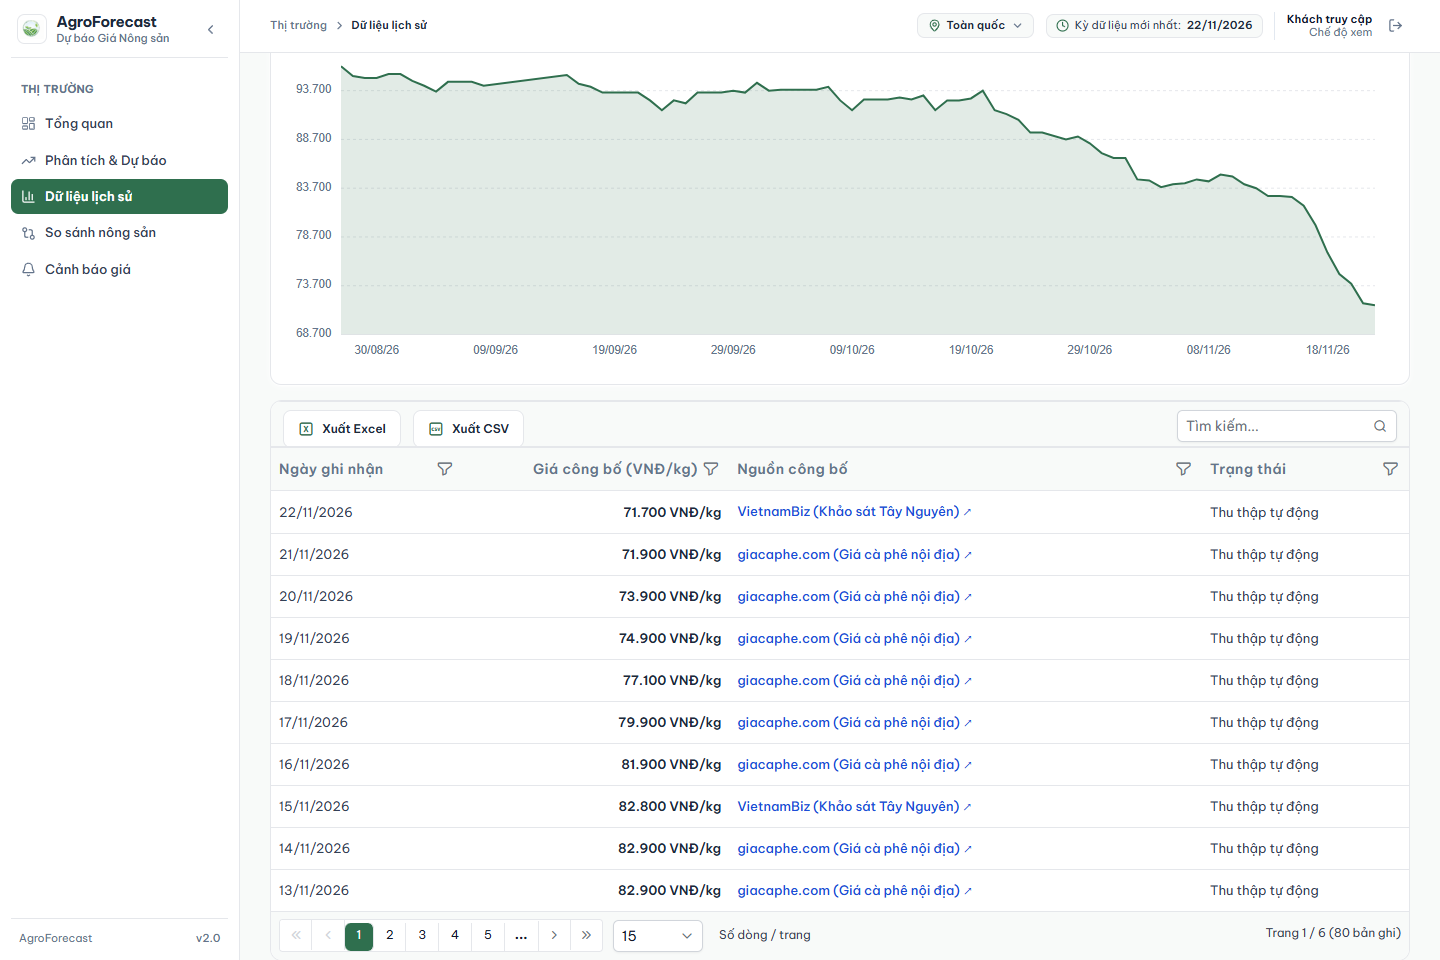 AgroForecast
Dự báo Giá Nông sản
THỊ TRƯỜNG
Tổng quan
Phân tích & Dự báo
Dữ liệu lịch sử
So sánh nông sản
Cảnh báo giá
AgroForecast v2.0
Thị trường > Dữ liệu lịch sử
Toàn quốc
Kỳ dữ liệu mới nhất: 22/11/2026
Khách truy cập
Chế độ xem
93.700
88.700
83.700
78.700
73.700
68.700
30/08/26 09/09/26 19/09/26 29/09/26 09/10/26 19/10/26 29/10/26 08/11/26 18/11/26
Xuất Excel
CSV Xuất CSV
Tìm kiếm...
Ngày ghi nhận Giá công bố (VNĐ/kg) Nguồn công bố Trạng thái
22/11/2026 71.700 VNĐ/kg VietnamBiz (Khảo sát Tây Nguyên) ↗ Thu thập tự động
21/11/2026 71.900 VNĐ/kg giacaphe.com (Giá cà phê nội địa) ↗ Thu thập tự động
20/11/2026 73.900 VNĐ/kg giacaphe.com (Giá cà phê nội địa) ↗ Thu thập tự động
19/11/2026 74.900 VNĐ/kg giacaphe.com (Giá cà phê nội địa) ↗ Thu thập tự động
18/11/2026 77.100 VNĐ/kg giacaphe.com (Giá cà phê nội địa) ↗ Thu thập tự động
17/11/2026 79.900 VNĐ/kg giacaphe.com (Giá cà phê nội địa) ↗ Thu thập tự động
16/11/2026 81.900 VNĐ/kg giacaphe.com (Giá cà phê nội địa) ↗ Thu thập tự động
15/11/2026 82.800 VNĐ/kg VietnamBiz (Khảo sát Tây Nguyên) ↗ Thu thập tự động
14/11/2026 82.900 VNĐ/kg giacaphe.com (Giá cà phê nội địa) ↗ Thu thập tự động
13/11/2026 82.900 VNĐ/kg giacaphe.com (Giá cà phê nội địa) ↗ Thu thập tự động
« ‹ 1 2 3 4 5 ... › » 15 Số dòng / trang Trang 1 / 6 (80 bản ghi)